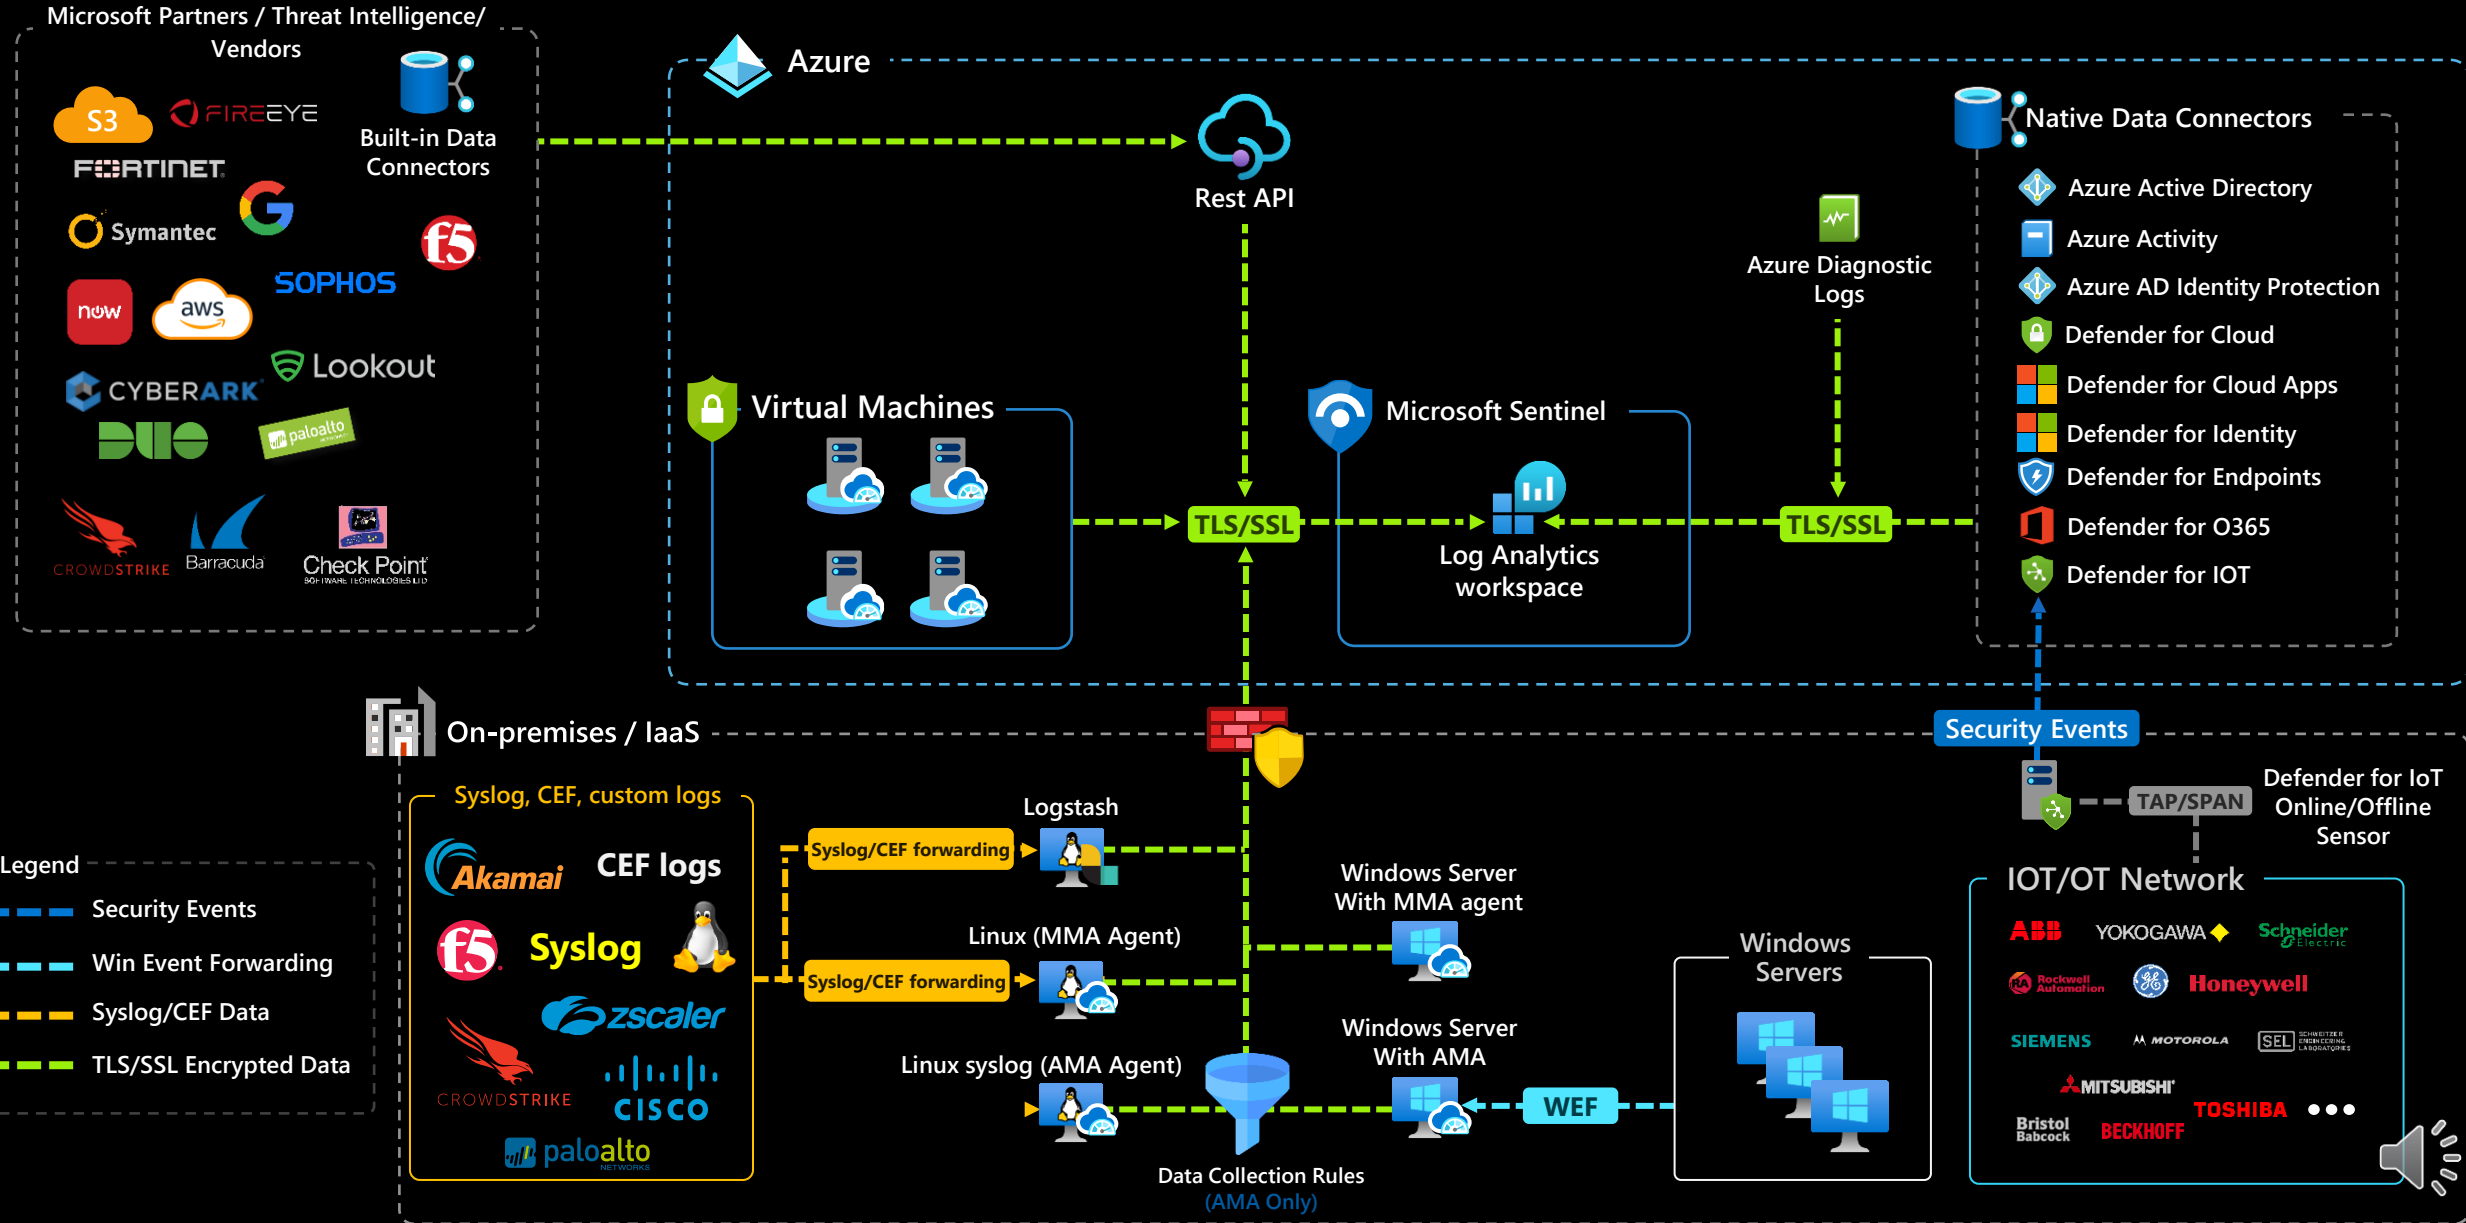 Microsoft Partners / Threat Intelligence/
Vendors
S3
FIREEYE
Built-in Data
Connectors
FORTINET
Symantec
f5
SOPHOS
now
aws
Lookout
CYBERARK
DUO
paloalto
CROWDSTRIKE
Barracuda
Check Point
SOFTWARE TECHNOLOGIES LTD
Azure
Rest API
Azure Diagnostic
Logs
Native Data Connectors
Azure Active Directory
Azure Activity
Azure AD Identity Protection
Defender for Cloud
Defender for Cloud Apps
Defender for Identity
Defender for Endpoints
Defender for O365
Defender for IOT
Virtual Machines
TLS/SSL
Microsoft Sentinel
Log Analytics
workspace
TLS/SSL
On-premises / IaaS
Security Events
Syslog, CEF, custom logs
Akamai
CEF logs
f5
Syslog
zscaler
CROWDSTRIKE
CISCO
paloalto
NETWORKS
Syslog/CEF forwarding
Logstash
Syslog/CEF forwarding
Linux (MMA Agent)
Linux syslog (AMA Agent)
Data Collection Rules
(AMA Only)
Windows Server
With MMA agent
Windows Server
With AMA
WEF
Windows
Servers
TAP/SPAN
Defender for IoT
Online/Offline
Sensor
IOT/OT Network
ABB
YOKOGAWA
Schneider
Electric
RA
Rockwell
Automation
GE
Honeywell
SIEMENS
MOTOROLA
SEL
SCHWEITZER
ENGINEERING
LABORATORIES
MITSUBISHI
TOSHIBA
Bristol
Babcock
BECKHOFF
Legend
Security Events
Win Event Forwarding
Syslog/CEF Data
TLS/SSL Encrypted Data